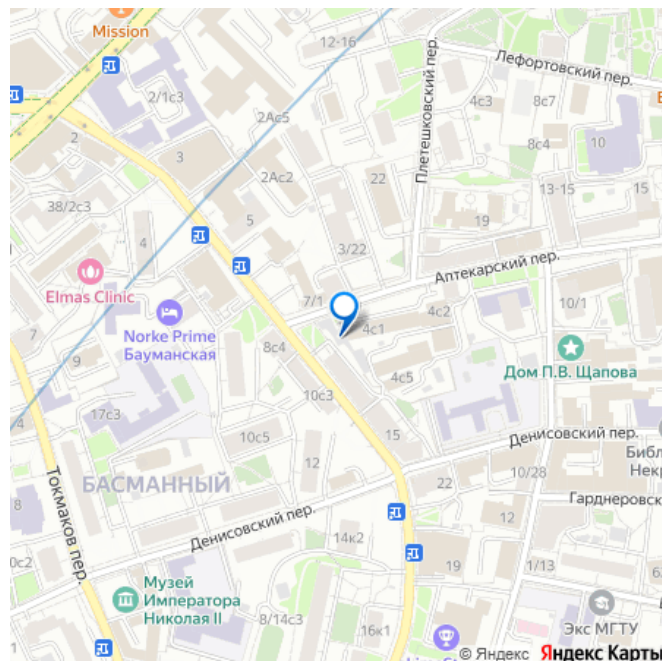 Mission
12-16
Лефортовский пер.
2/1с3
2Ас5
4с3
8с7
2
3
8с4
10
2Ас2
22
Плетешковский пер.
13-15
38/2с3
4
5
19
3/22
Аптекарский пер.
Elmas Clinic
7/1
4с2
10/1
Norke Prime
Бауманская
8с4
4с1
Дом П.В. Щапова
4с5
10с3
17с3
10с5
15
Денисовский пер.
12
22
10/28
Гарднеровски
БАСМАННЫЙ
8
Токмаков пер.
Денисовский пер.
12
14к2
19
1/13
Музей
Императора
Николая II
8/14с3
16к1
Экс МГТУ
© Яндекс Яндекс Карты